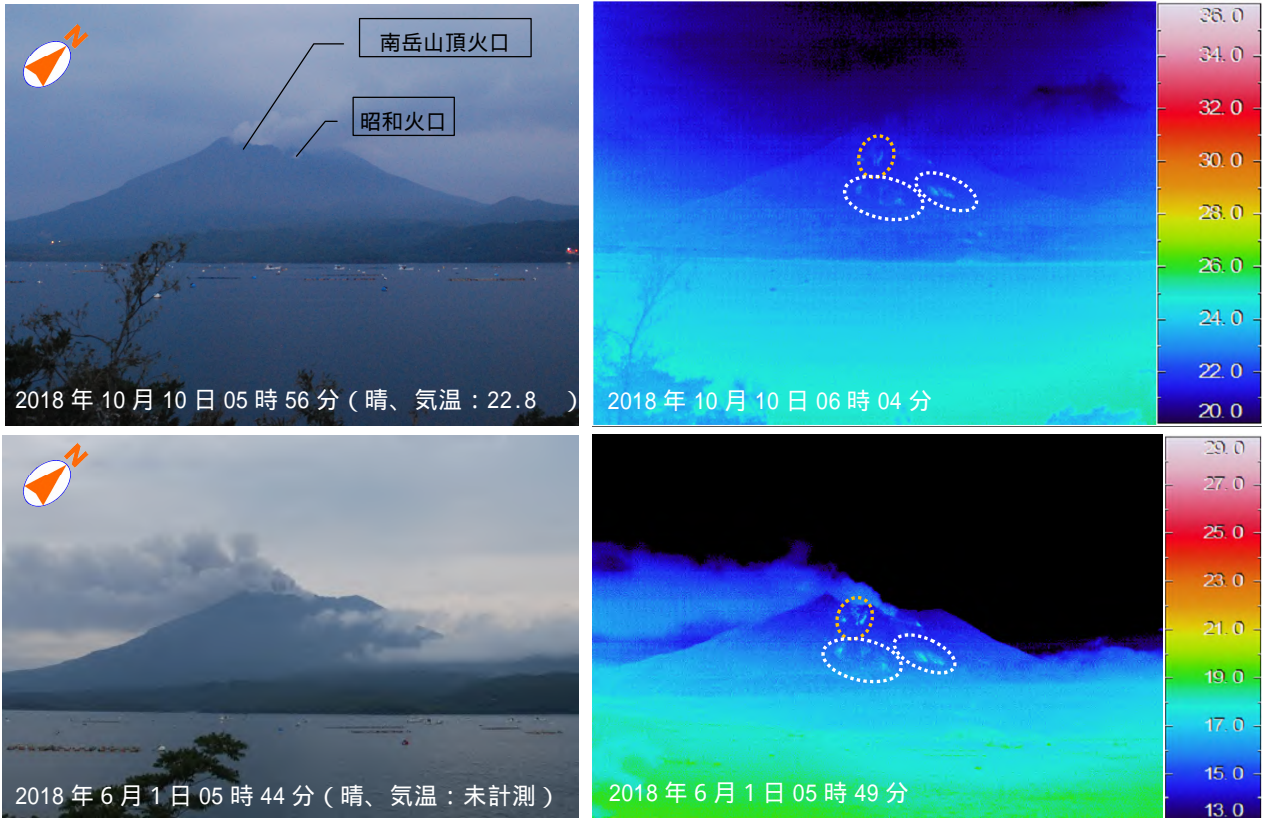 N
南岳山頂火口
昭和火口
2018 年 10 月 10 日 05 時 56 分 ( 晴、気温 : 22.8 )
36.0
34.0
32.0
30.0
28.0
26.0
24.0
22.0
20.0
2018 年 10 月 10 日 06 時 04 分
N
2018 年 6 月 1 日 05 時 44 分 ( 晴、気温 : 未計測 )
29.0
27.0
25.0
23.0
21.0
19.0
17.0
15.0
13.0
2018 年 6 月 1 日 05 時 49 分